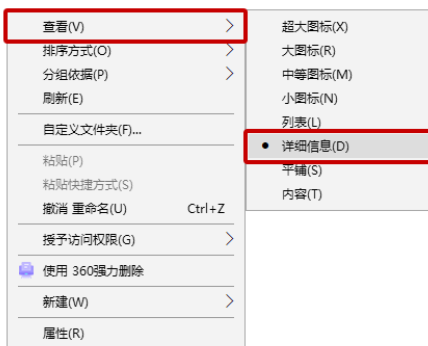 查看(V)
排序方式(O)
分组依据(P)
刷新(E)
自定义文件夹(F)...
粘贴(P)
粘贴快捷方式(S)
撤消 重命名(U) Ctrl+Z
授予访问权限(G)
使用 360强力删除
新建(W)
属性(R)
超大图标(X)
大图标(R)
中等图标(M)
小图标(N)
列表(L)
详细信息(D)
平铺(S)
内容(T)